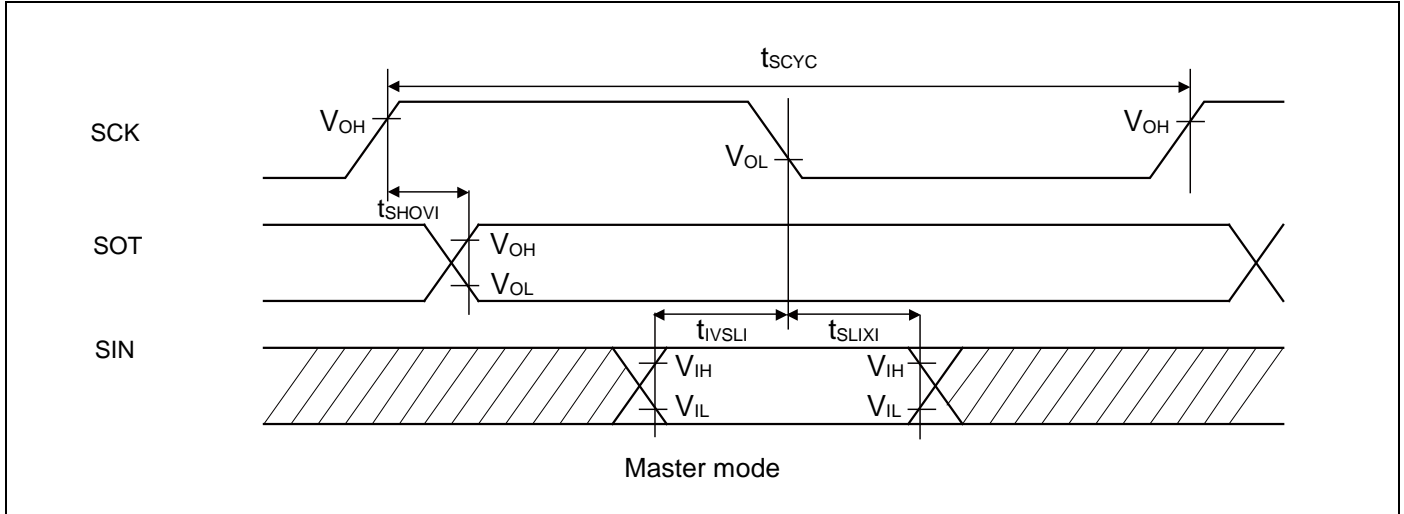 tSCYC
SCK
VOH
VOH
VOL
tSHOVI
SOT
VOH
VOL
tIVSLI
tSLIXI
SIN
VIH
VIH
VIL
VIL
Master mode